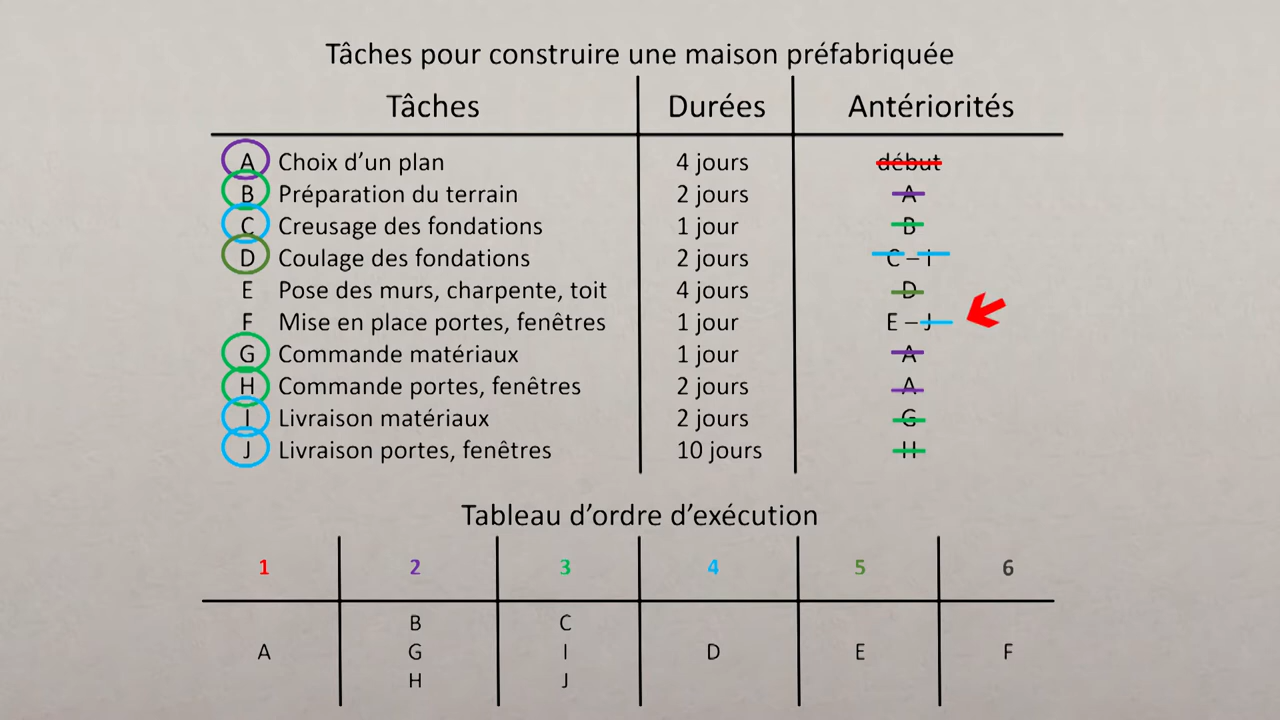 Tâches pour construire une maison préfabriquée
Tâches Durées Antériorités
A Choix d’un plan 4 jours début
B Préparation du terrain 2 jours A
C Creusage des fondations 1 jour B
D Coulage des fondations 2 jours C – I
E Pose des murs, charpente, toit 4 jours D
F Mise en place portes, fenêtres 1 jour E – J
G Commande matériaux 1 jour A
H Commande portes, fenêtres 2 jours A
I Livraison matériaux 2 jours G
J Livraison portes, fenêtres 10 jours H
Tableau d’ordre d’exécution
1 2 3 4 5 6
B C
A G I D E F
H J